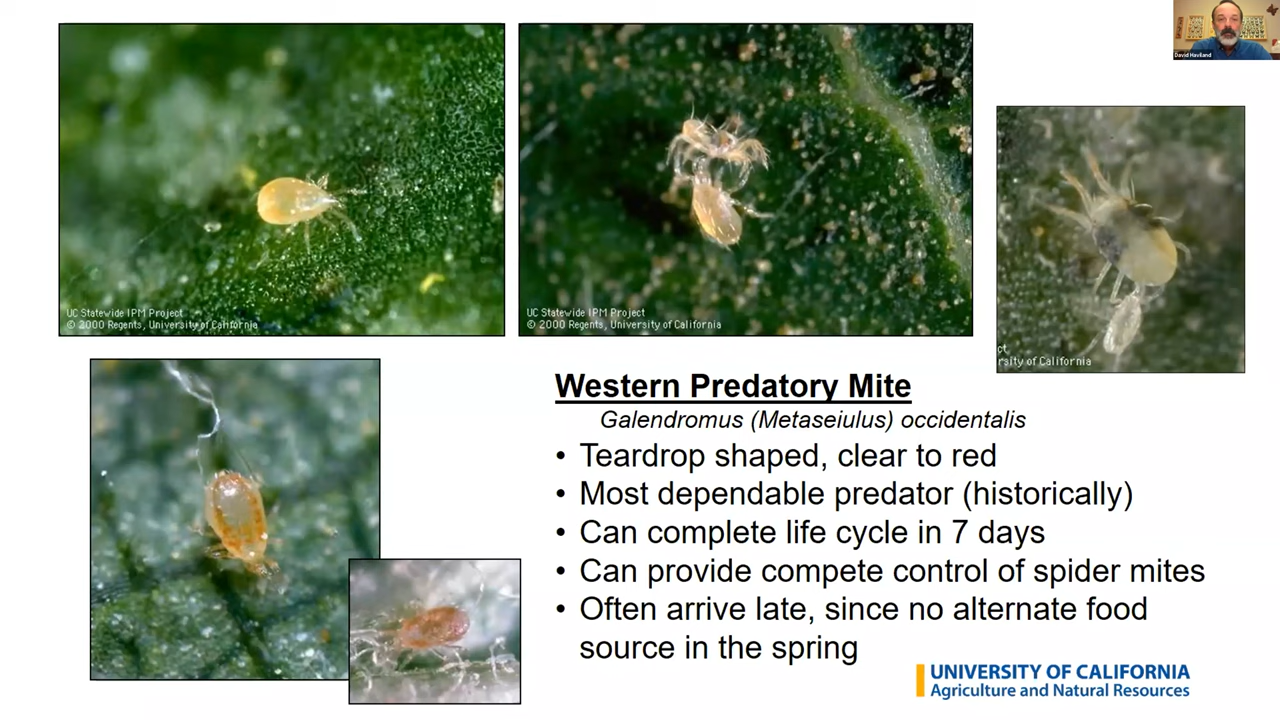 David Haviland
UC Statewide IPM Project
© 2000 Regents, University of California
UC Statewide IPM Project
© 2000 Regents, University of California
ct
rsity of California
Western Predatory Mite
Galendromus (Metaseiulus) occidentalis
• Teardrop shaped, clear to red
• Most dependable predator (historically)
• Can complete life cycle in 7 days
• Can provide compete control of spider mites
• Often arrive late, since no alternate food
source in the spring
UNIVERSITY OF CALIFORNIA
Agriculture and Natural Resources